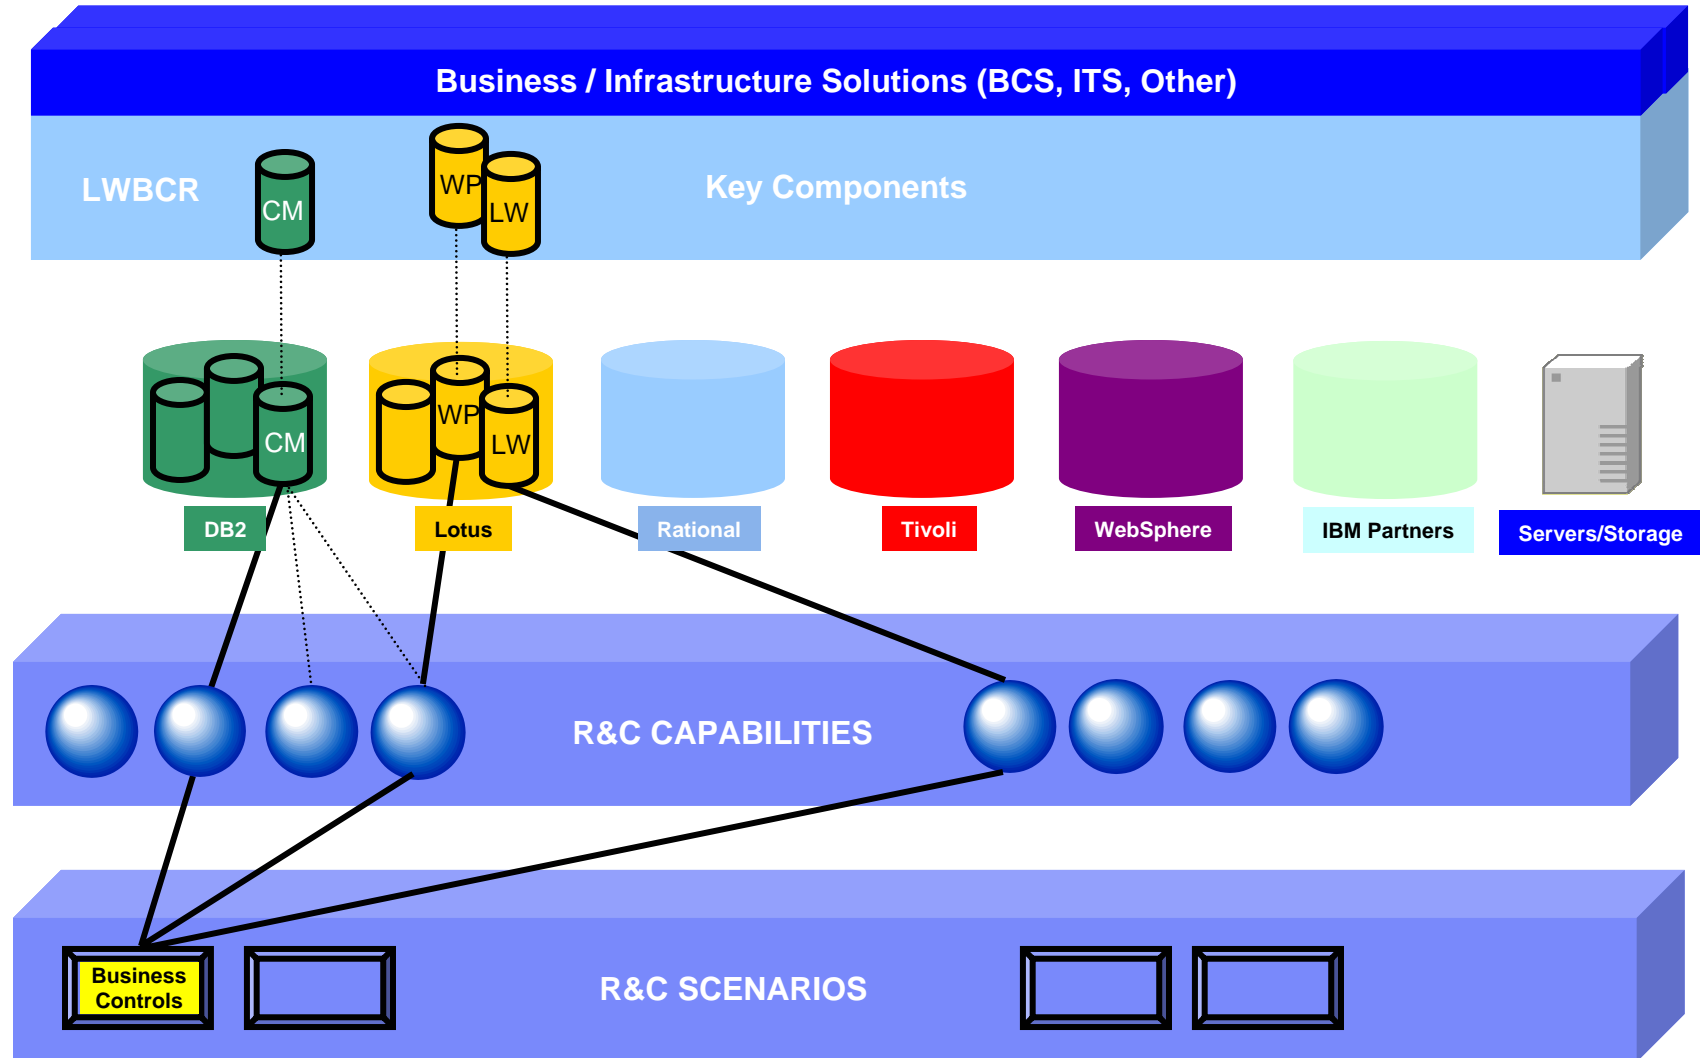 Business / Infrastructure Solutions (BCS, ITS, Other)
LWBCR
CM
WP
LW
Key Components
CM
WP
LW
DB2
Lotus
Rational
Tivoli
WebSphere
IBM Partners
Servers/Storage
R&C CAPABILITIES
Business
Controls
R&C SCENARIOS